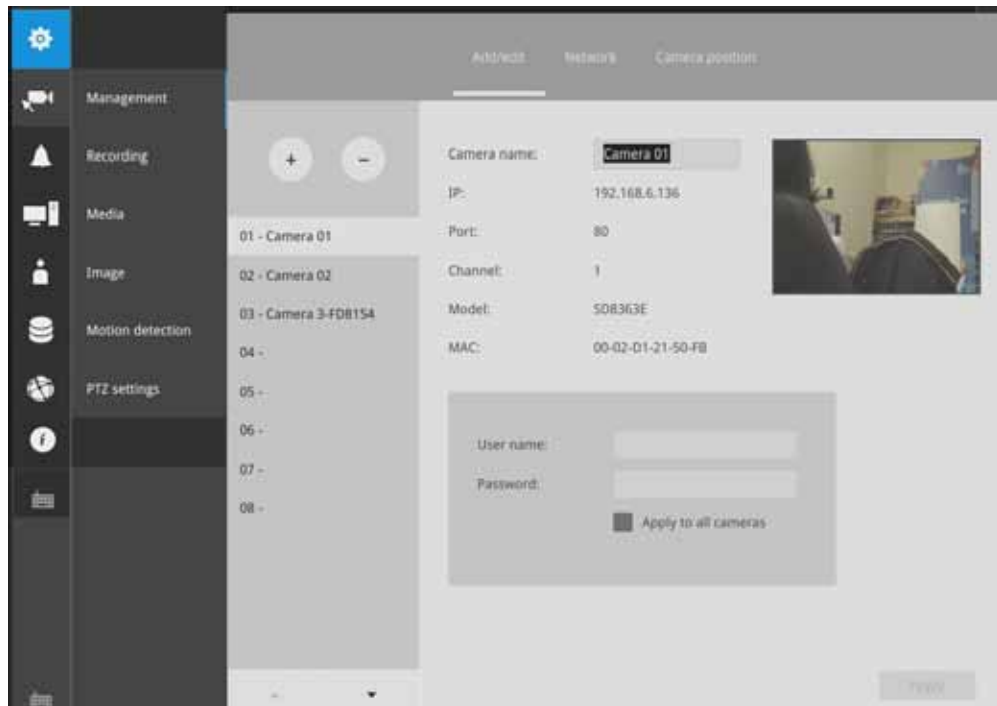 Add/edit Network Camera position
Management
Recording
Media
Image
Motion detection
PTZ settings
+ −
01 - Camera 01
02 - Camera 02
03 - Camera 3-FD8154
04 -
05 -
06 -
07 -
08 -
Camera name: Camera 01
IP: 192.168.6.136
Port: 80
Channel: 1
Model: SD8363E
MAC: 00-02-D1-21-50-FB
User name:
Password:
Apply to all cameras
Apply